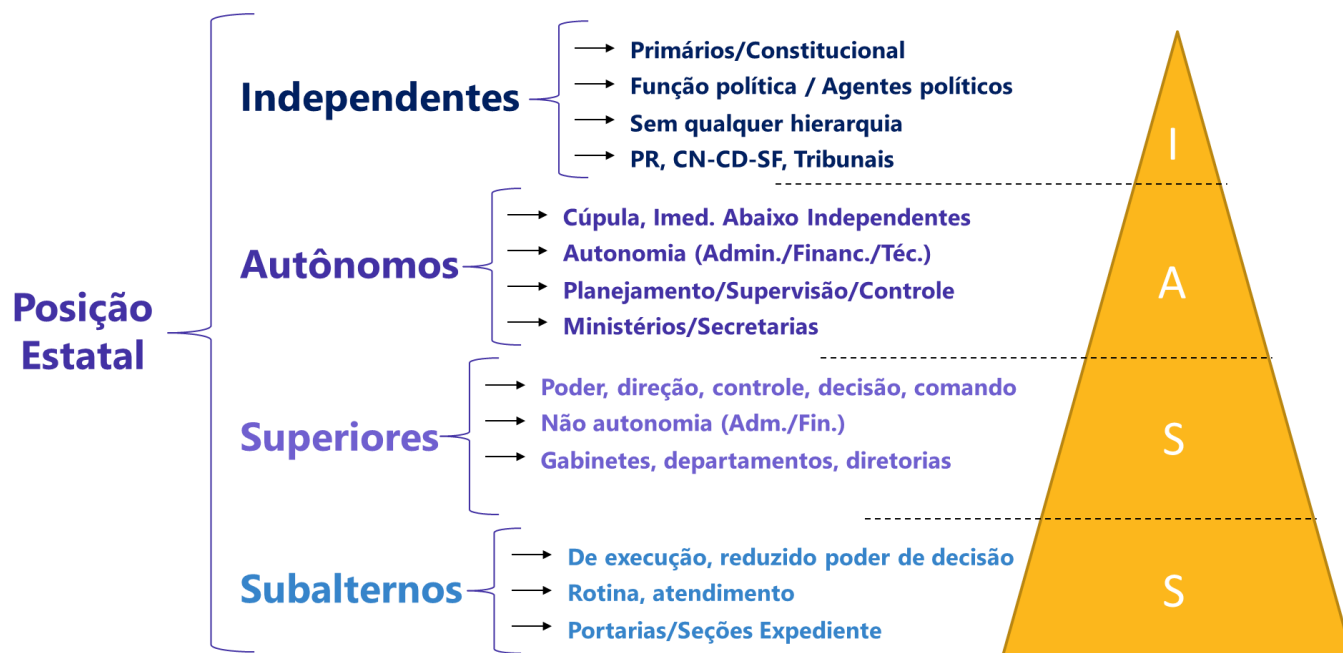 Posição
Estatal
Independentes
Primários/Constitucional
Função política / Agentes políticos
Sem qualquer hierarquia
PR, CN-CD-SF, Tribunais
Autônomos
Cúpula, Imed. Abaixo Independentes
Autonomia (Admin./Financ./Téc.)
Planejamento/Supervisão/Controle
Ministérios/Secretarias
Superiores
Poder, direção, controle, decisão, comando
Não autonomia (Adm./Fin.)
Gabinetes, departamentos, diretorias
Subalternos
De execução, reduzido poder de decisão
Rotina, atendimento
Portarias/Seções Expediente
I
A
S
S